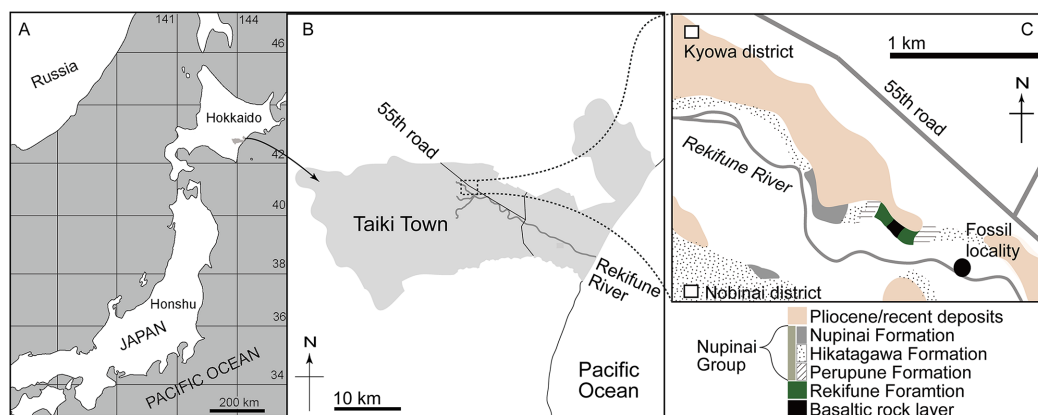 A
141
144
46
Russia
Hokkaido
42
40
38
Honshu
JAPAN
36
PACIFIC OCEAN
34
200 km
B
55th road
Taiki Town
Rekifune
River
N
10 km
Pacific
Ocean
C
Kyowa district
1 km
N
55th road
Rekifune River
Fossil
locality
Nobinai district
Pliocene/recent deposits
Nupinai Formation
Nupinai
Group
Hikatagawa Formation
Perupune Formation
Rekifune Foramtion
Basaltic rock layer